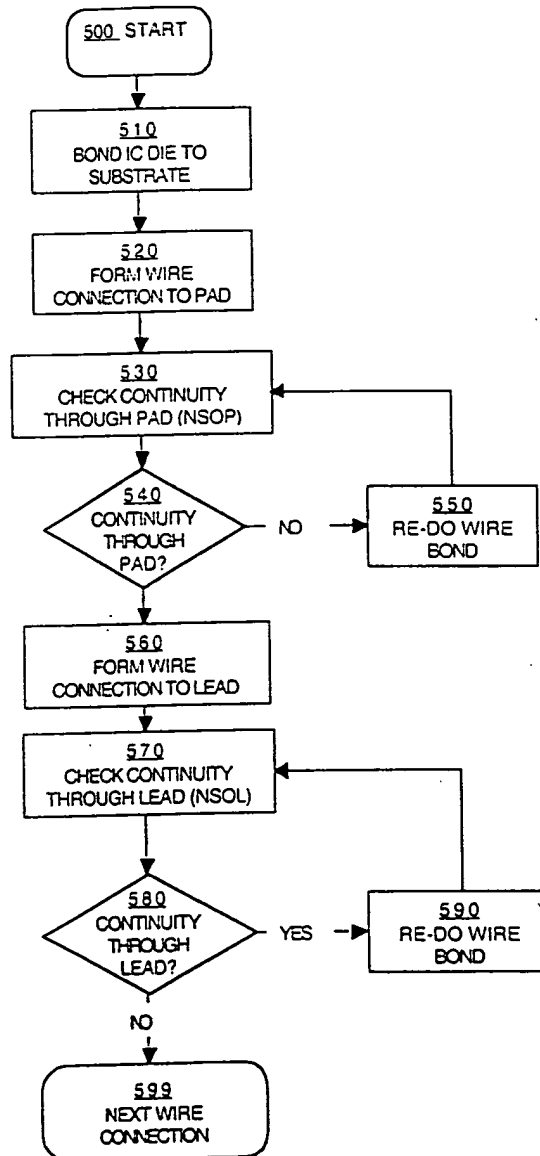 500 START
510
BOND IC DIE TO
SUBSTRATE
520
FORM WIRE
CONNECTION TO PAD
530
CHECK CONTINUITY
THROUGH PAD (NSOP)
540
CONTINUITY
THROUGH
PAD?
NO
550
RE-DO WIRE
BOND
560
FORM WIRE
CONNECTION TO LEAD
570
CHECK CONTINUITY
THROUGH LEAD (NSOL)
580
CONTINUITY
THROUGH
LEAD?
YES
590
RE-DO WIRE
BOND
NO
599
NEXT WIRE
CONNECTION